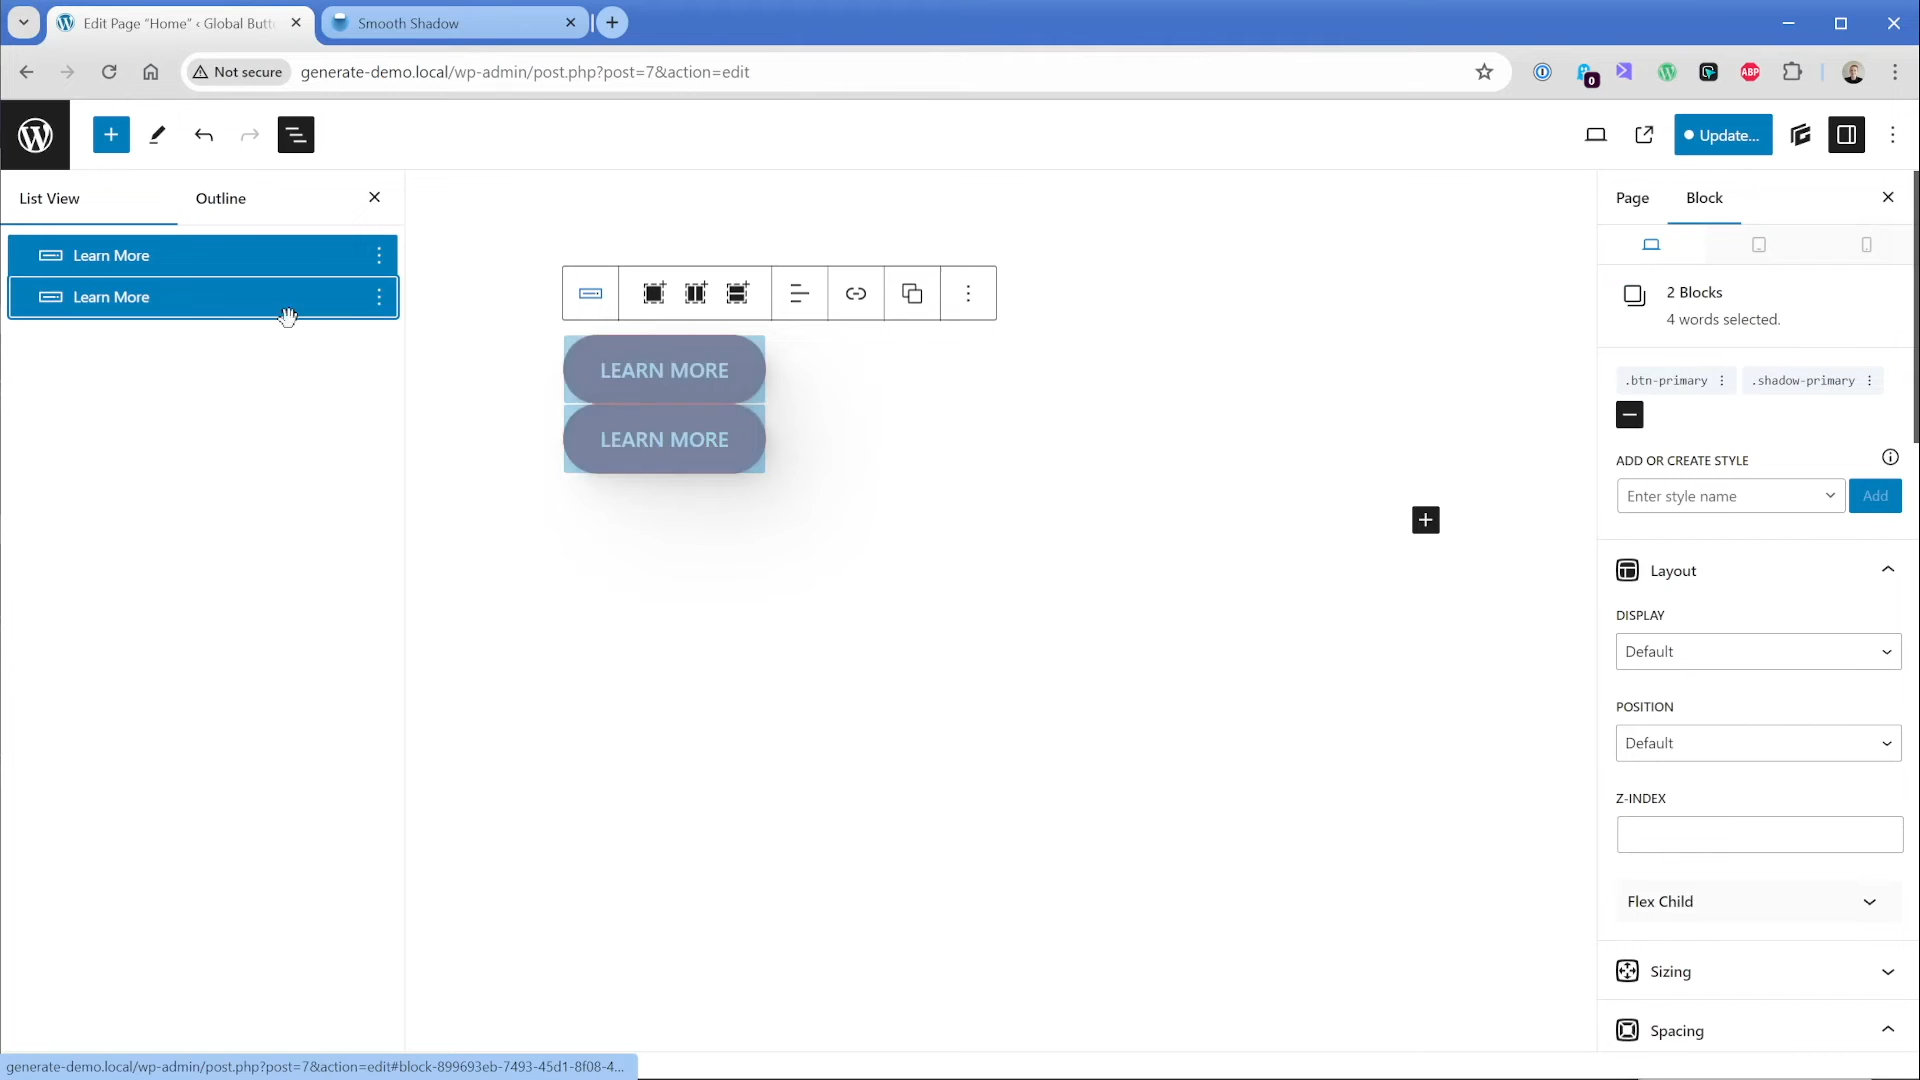 Edit Page “Home” ‹ Global Butt
Smooth Shadow
Not secure
generate-demo.local/wp-admin/post.php?post=7&action=edit
0
ABP
Update...
List View
Outline
Page
Block
Learn More
Learn More
2 Blocks
4 words selected.
LEARN MORE
LEARN MORE
.btn-primary
.shadow-primary
ADD OR CREATE STYLE
Enter style name
Add
Layout
DISPLAY
Default
POSITION
Default
Z-INDEX
Flex Child
Sizing
Spacing
generate-demo.local/wp-admin/post.php?post=7&action=edit#block-899693eb-7493-45d1-8f08-4...